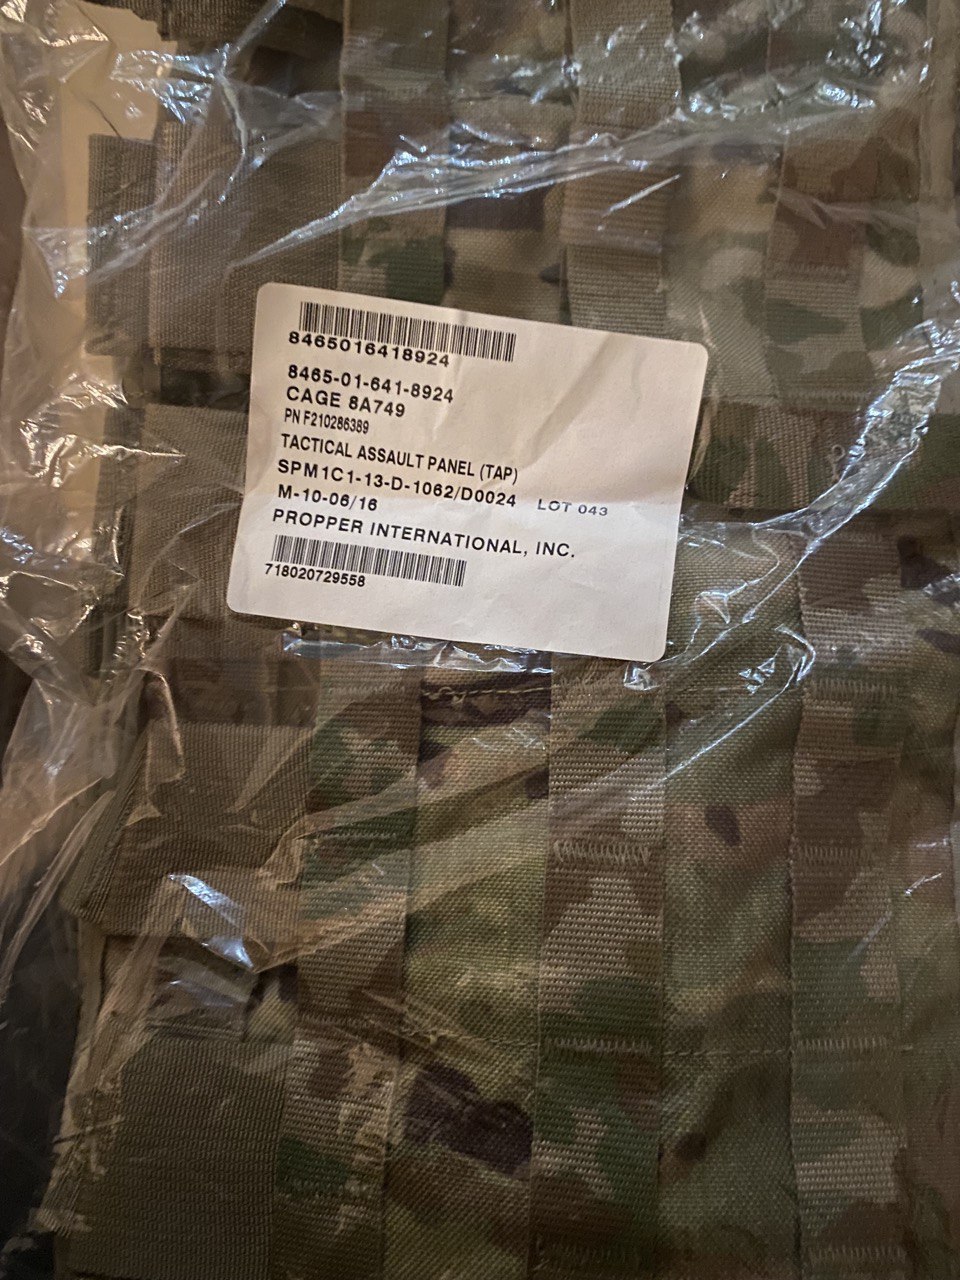 8465016418924
8465-01-641-8924
CAGE 8A749
PN F210286389
TACTICAL ASSAULT PANEL (TAP)
SPM1C1-13-D-1062/D0024 LOT 043
M-10-06/16
PROPPER INTERNATIONAL, INC.
718020729558